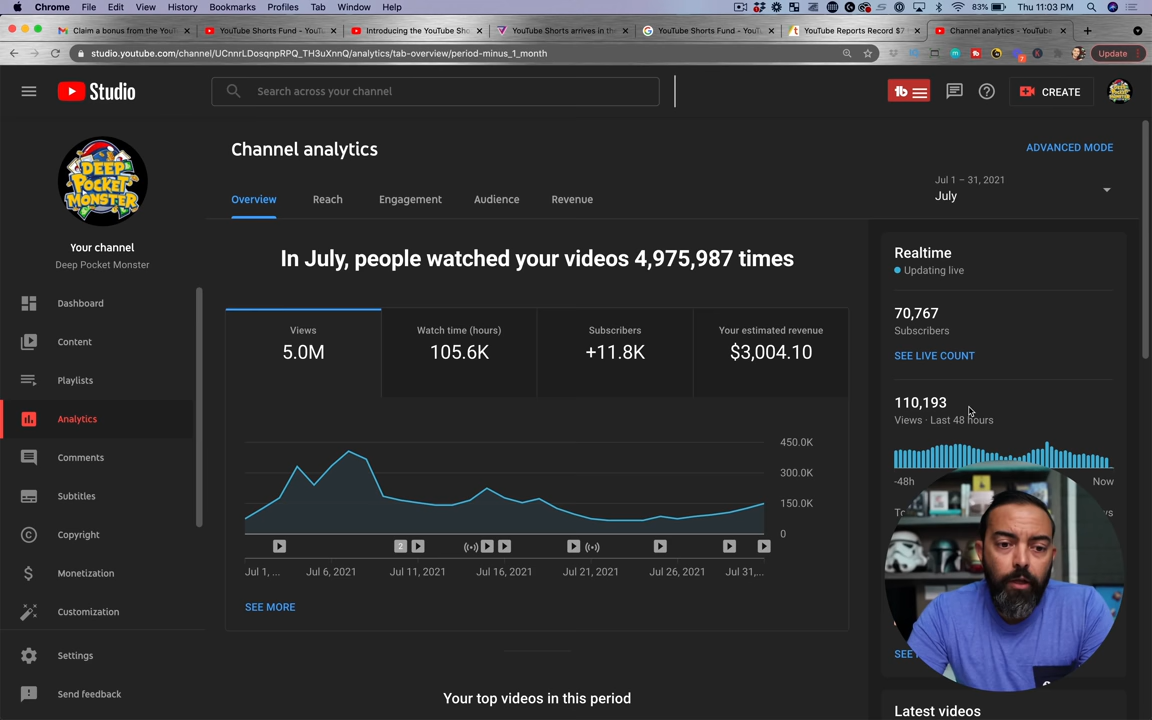 Chrome File Edit View History Bookmarks Profiles Tab Window Help 83% Thu 11:03 PM
Claim a bonus from the YouT YouTube Shorts Fund - YouTu Introducing the YouTube Sho YouTube Shorts arrives in the YouTube Shorts Fund - YouT YouTube Reports Record $7 Channel analytics - YouTube
studio.youtube.com/channel/UCnnrLDosqnpRPQ_TH3uXnnQ/analytics/tab-overview/period-minus_1_month Update
Studio Search across your channel tb CREATE
DEEP
POCKET
MONSTER
Your channel
Deep Pocket Monster
Dashboard
Content
Playlists
Analytics
Comments
Subtitles
Copyright
Monetization
Customization
Settings
Send feedback
Channel analytics ADVANCED MODE
Overview Reach Engagement Audience Revenue
Jul 1 – 31, 2021
July
In July, people watched your videos 4,975,987 times
Views Watch time (hours) Subscribers Your estimated revenue
5.0M 105.6K +11.8K $3,004.10
450.0K
300.0K
150.0K
0
2
Jul 1, ... Jul 6, 2021 Jul 11, 2021 Jul 16, 2021 Jul 21, 2021 Jul 26, 2021 Jul 31,...
SEE MORE
Your top videos in this period
Realtime
Updating live
70,767
Subscribers
SEE LIVE COUNT
110,193
Views · Last 48 hours
-48h Now
SEE
Latest videos